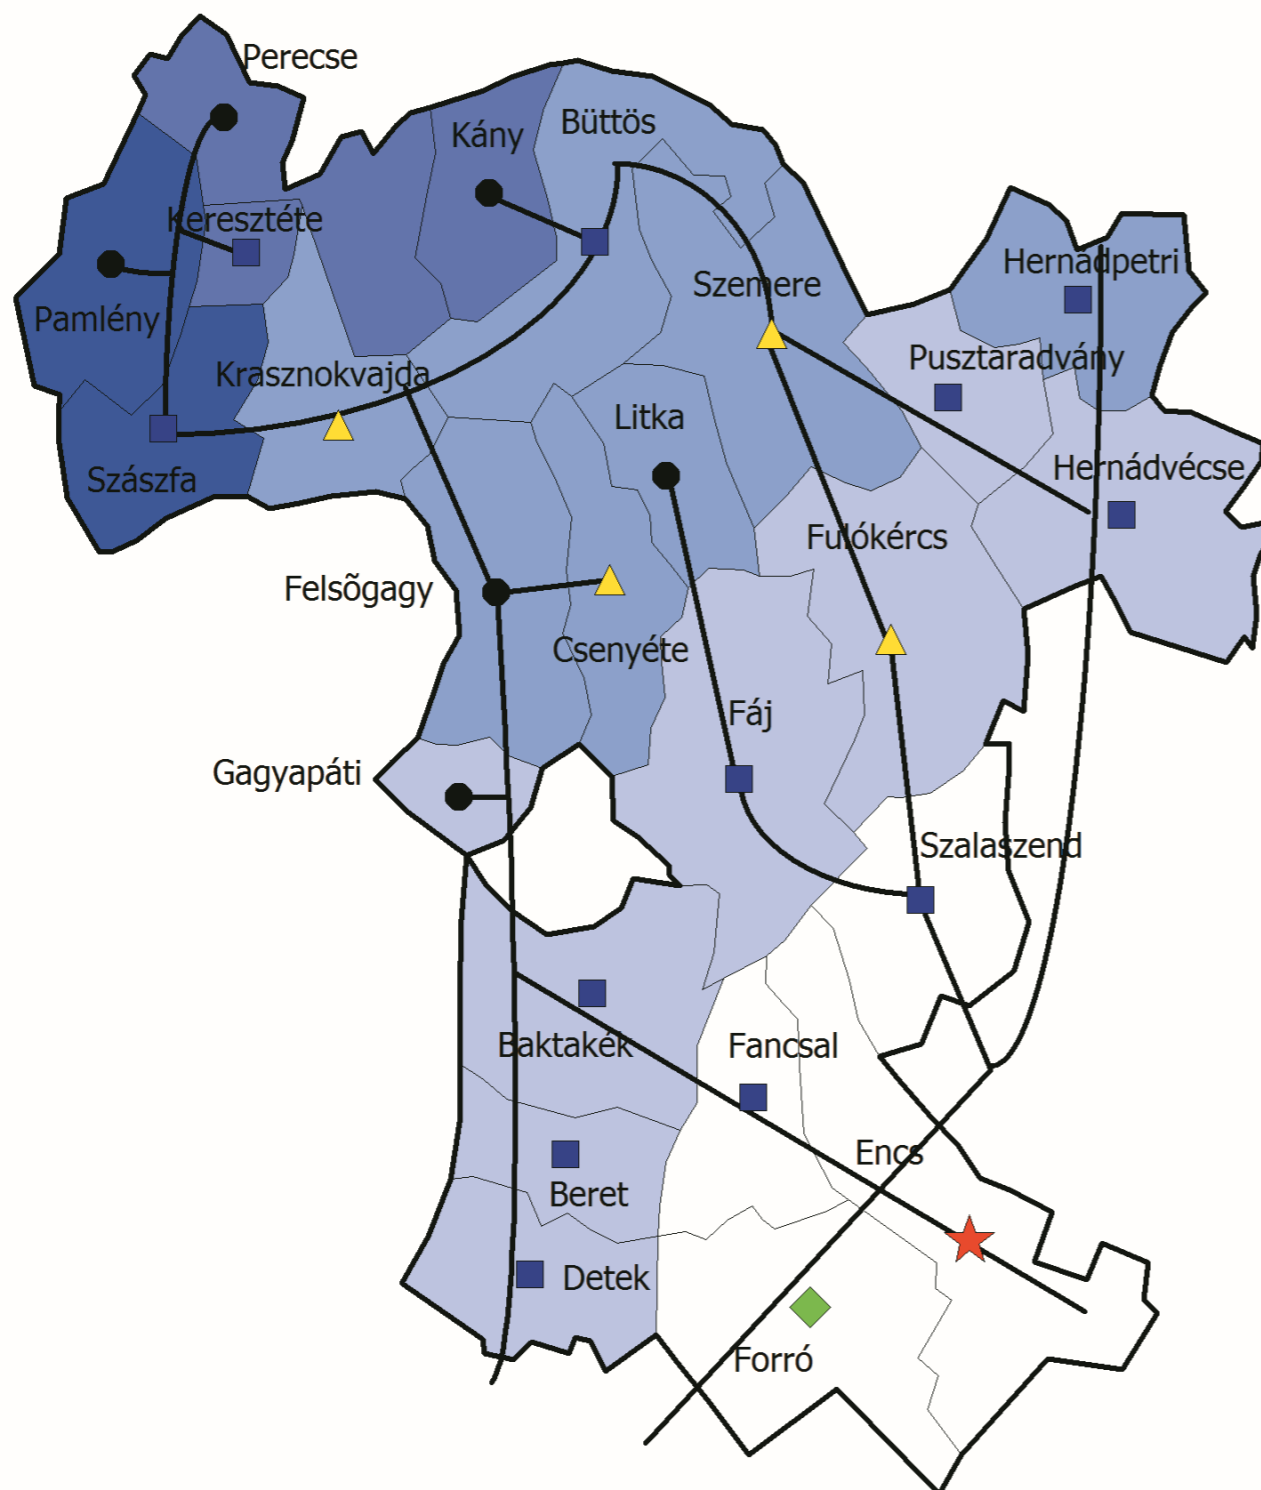 Perecse
Büttös
Kány
Keresztéte
Hernádpetri
Szemere
Pamlény
Pusztaradvány
Krasznokvajda
Litka
Hernádvécse
Szászfa
Fulókércs
Felsõgagy
Csenyéte
Fáj
Gagyapáti
Szalaszend
Baktakék
Fancsal
Encs
Beret
Detek
Forró